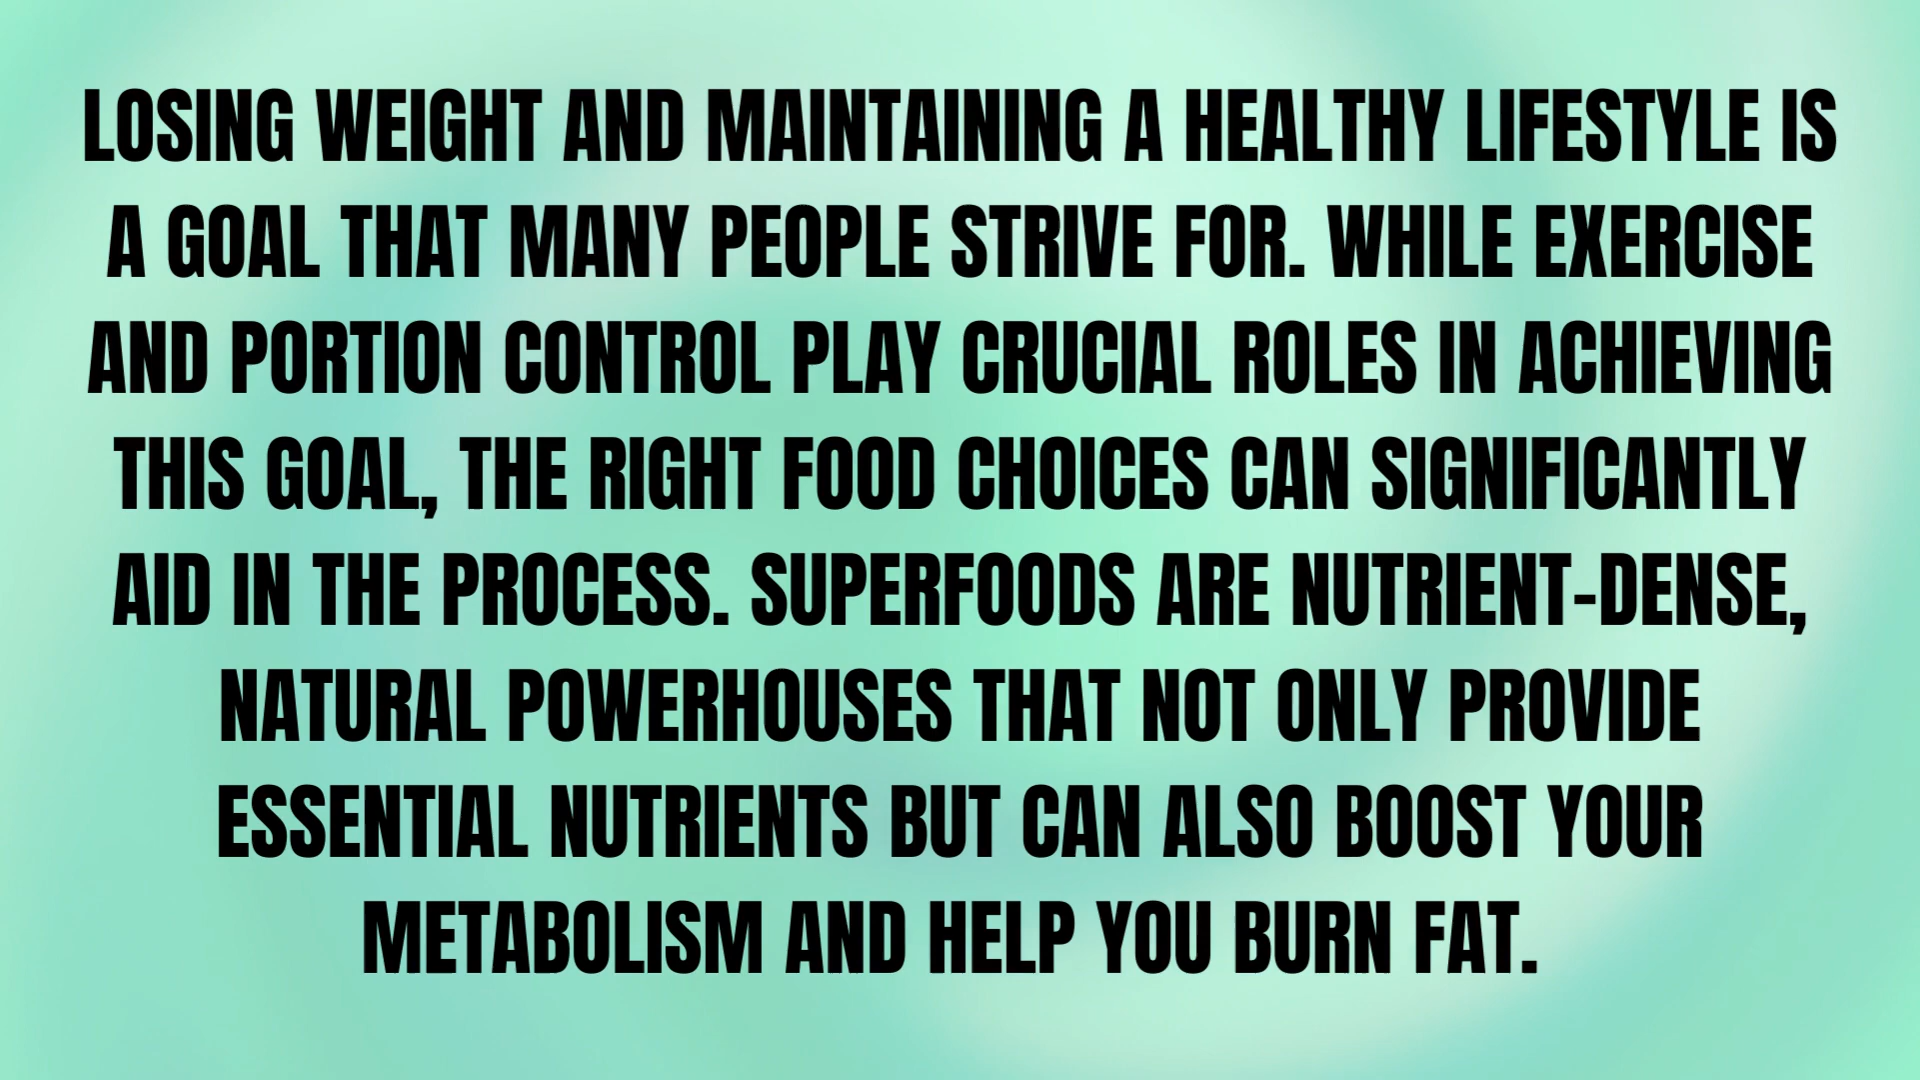 LOSING WEIGHT AND MAINTAINING A HEALTHY LIFESTYLE IS
A GOAL THAT MANY PEOPLE STRIVE FOR. WHILE EXERCISE
AND PORTION CONTROL PLAY CRUCIAL ROLES IN ACHIEVING
THIS GOAL, THE RIGHT FOOD CHOICES CAN SIGNIFICANTLY
AID IN THE PROCESS. SUPERFOODS ARE NUTRIENT-DENSE,
NATURAL POWERHOUSES THAT NOT ONLY PROVIDE
ESSENTIAL NUTRIENTS BUT CAN ALSO BOOST YOUR
METABOLISM AND HELP YOU BURN FAT.